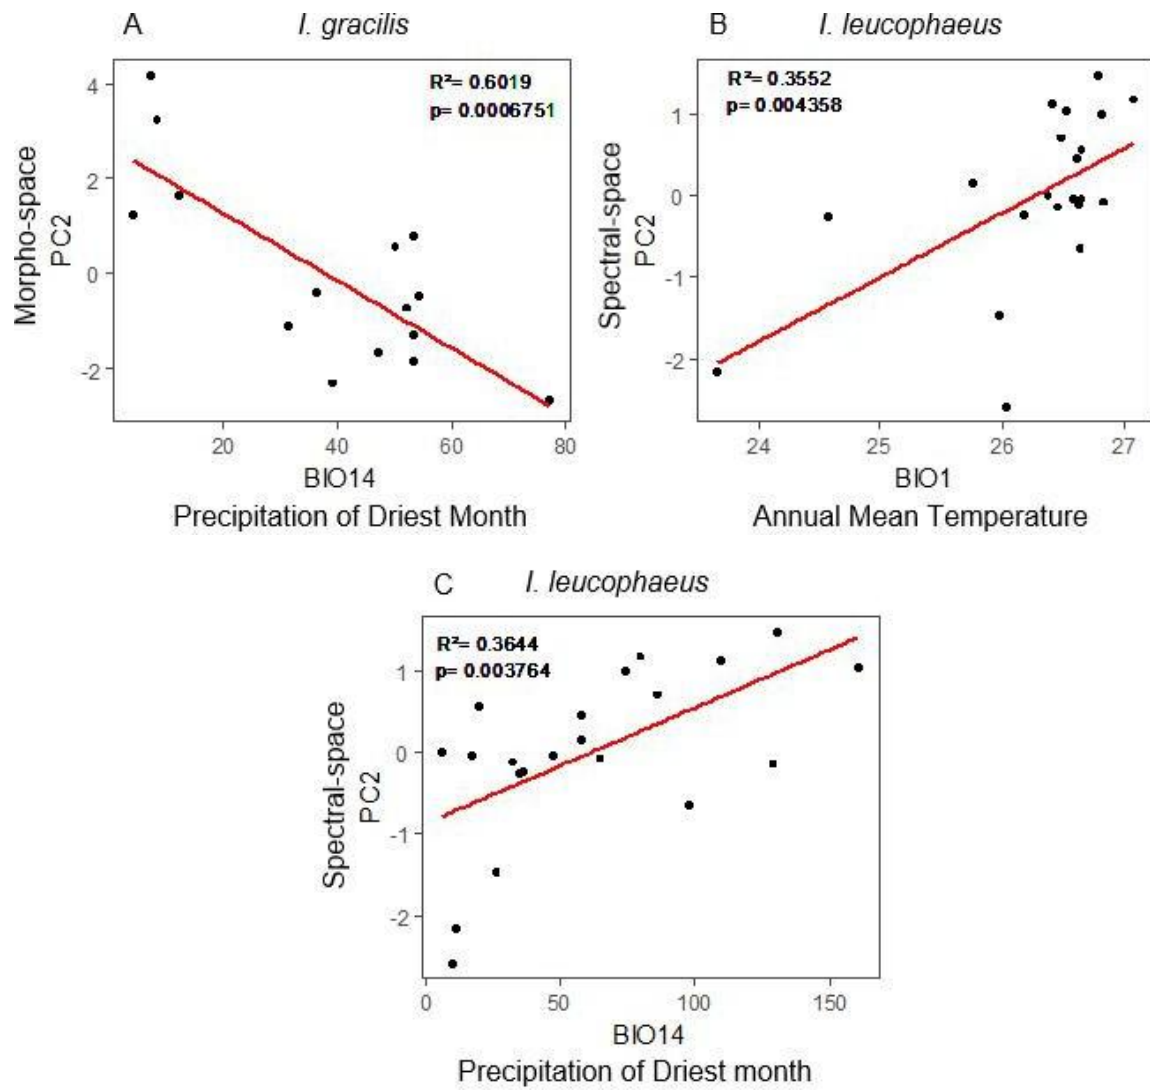 A I. gracilis
R²= 0.6019
p= 0.0006751
4
2
0
-2
Morpho-space
PC2
20 40 60 80
BIO14
Precipitation of Driest Month
B I. leucophaeus
R²= 0.3552
p= 0.004358
1
0
-1
-2
Spectral-space
PC2
24 25 26 27
BIO1
Annual Mean Temperature
C I. leucophaeus
R²= 0.3644
p= 0.003764
1
0
-1
-2
Spectral-space
PC2
0 50 100 150
BIO14
Precipitation of Driest month